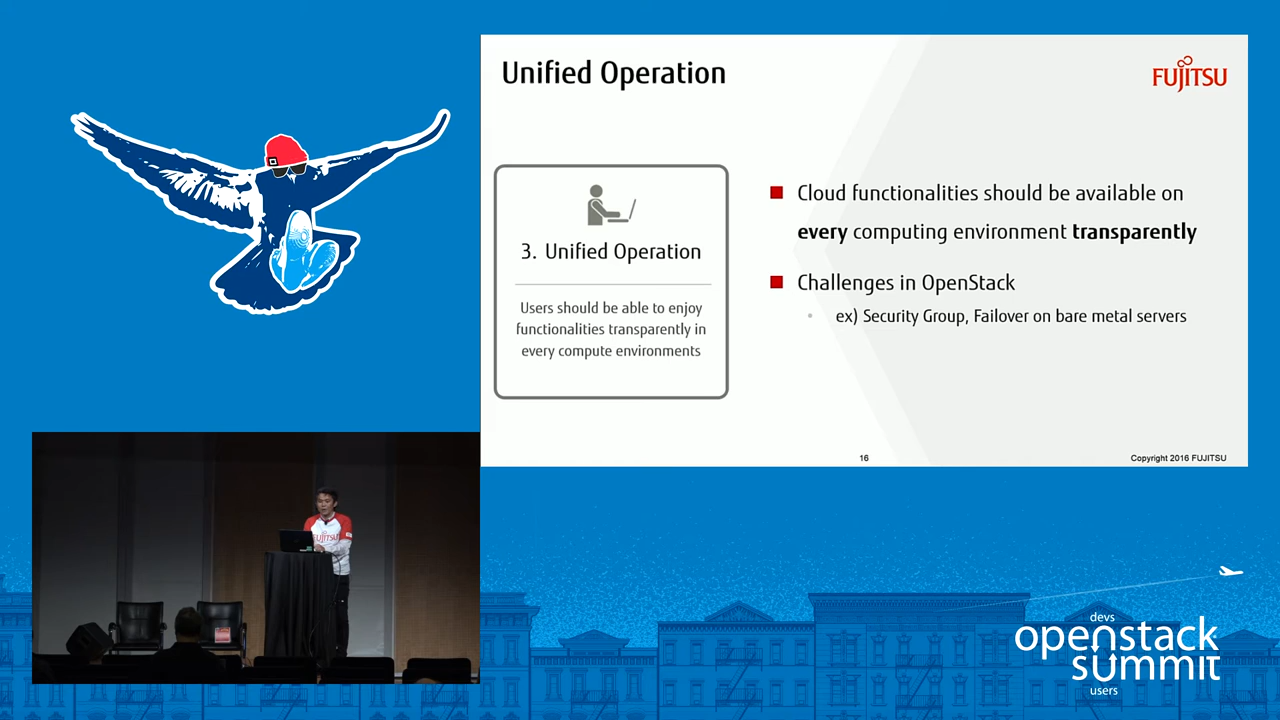 Unified Operation
FUJITSU
3. Unified Operation
Users should be able to enjoy
functionalities transparently in
every compute environments
Cloud functionalities should be available on
every computing environment transparently
Challenges in OpenStack
ex) Security Group, Failover on bare metal servers
16
Copyright 2016 FUJITSU
FUJITSU
devs
openstack
summit
users